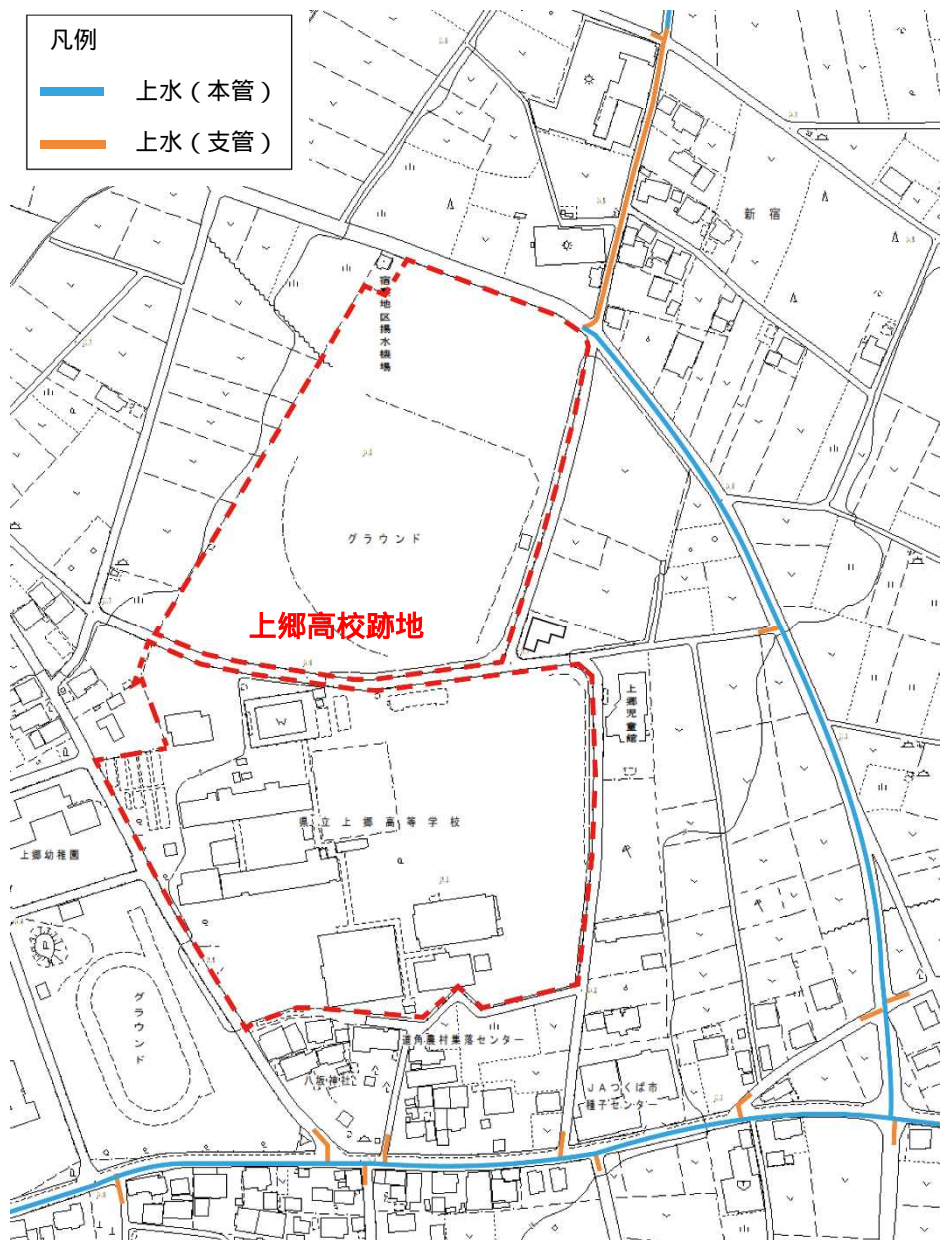 凡例
上水（本管）
上水（支管）
新宿
宿地区揚水機場
グラウンド
上郷高校跡地
上郷児童館
県立上郷高等学校
上郷幼稚園
グラウンド
道角農村集落センター
八坂神社
ＪＡつくば市
種子センター